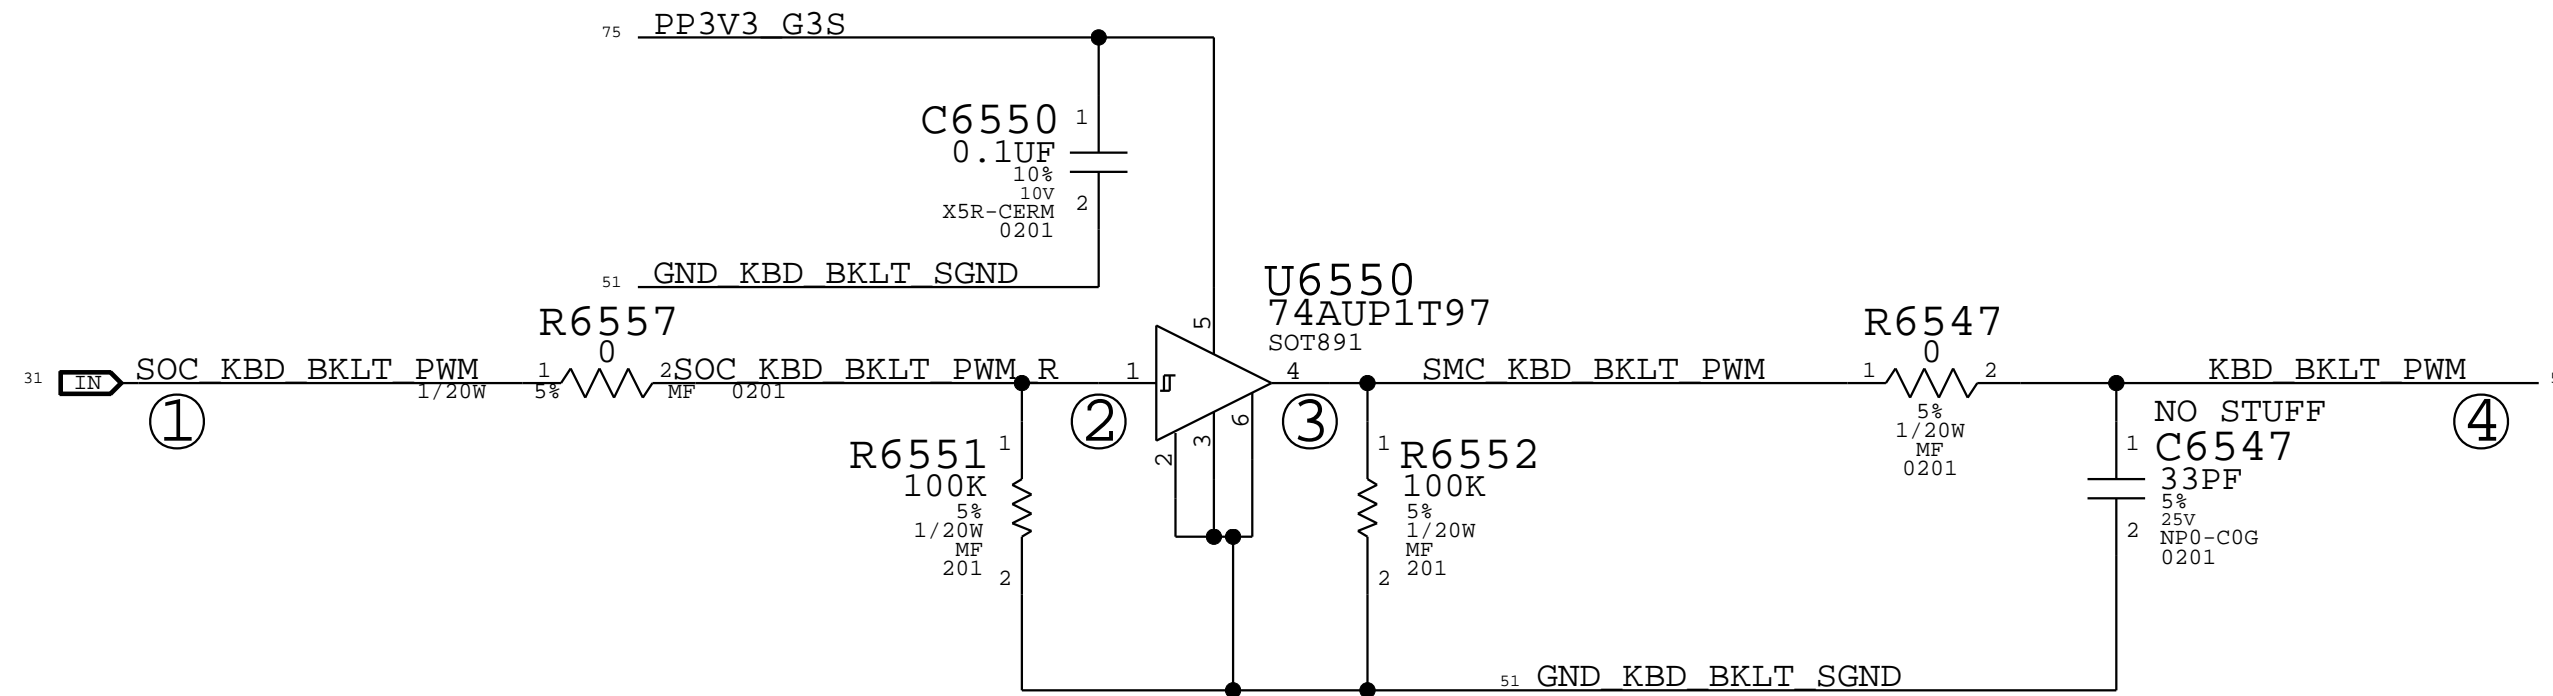 75 PP3V3_G3S
C6550 1
0.1UF
10%
10V
X5R-CERM 2
0201
51 GND_KBD_BKLT_SGND
R6557
0
31 IN SOC_KBD_BKLT_PWM 1 2 SOC_KBD_BKLT_PWM_R 1
1/20W 5% MF 0201
① ②
U6550
74AUP1T97
SOT891
5
4 SMC_KBD_BKLT_PWM
2 3 6
③
R6547
0
1 2
5%
1/20W
MF
0201
KBD_BKLT_PWM
④
R6551 1
100K
5%
1/20W
MF
201 2
1 R6552
100K
5%
1/20W
MF
2 201
NO STUFF
1 C6547
33PF
5%
25V
2 NP0-C0G
0201
51 GND_KBD_BKLT_SGND